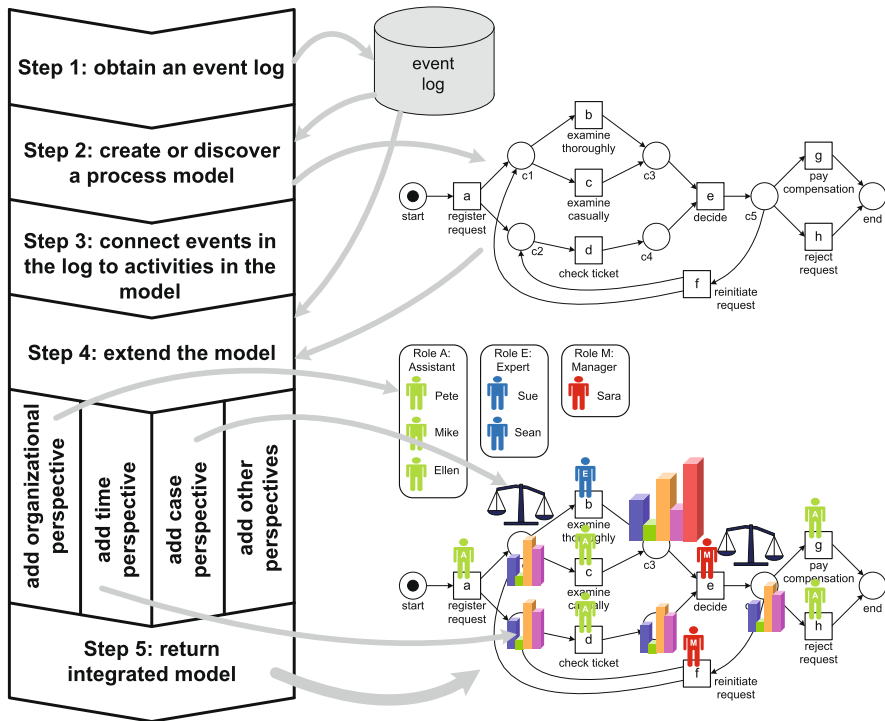 Step 1: obtain an event log
Step 2: create or discover
a process model
Step 3: connect events in
the log to activities in the
model
Step 4: extend the model
add organizational
perspective
add time
perspective
add case
perspective
add other
perspectives
Step 5: return
integrated model
event
log
start
a
register
request
c1
c2
b
examine
thoroughly
c
examine
casually
d
check ticket
c3
c4
e
decide
c5
f
reinitiate
request
g
pay
compensation
h
reject
request
end
Role A:
Assistant
Pete
Mike
Ellen
Role E:
Expert
Sue
Sean
Role M:
Manager
Sara
start
A
a
register
request
E
b
examine
thoroughly
A
c
examine
casually
A
d
check ticket
c3
M
e
decide
M
f
reinitiate
request
A
g
pay
compensation
A
h
reject
request
end